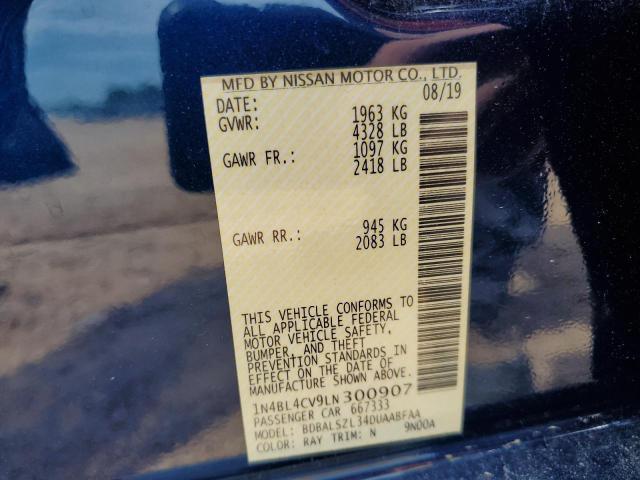 MFD BY NISSAN MOTOR CO., LTD.
DATE: 08/19
GVWR: 1963 KG
4328 LB
GAWR FR.: 1097 KG
2418 LB
GAWR RR.: 945 KG
2083 LB
THIS VEHICLE CONFORMS TO
ALL APPLICABLE FEDERAL
MOTOR VEHICLE SAFETY,
BUMPER, AND THEFT
PREVENTION STANDARDS IN
EFFECT ON THE DATE OF
MANUFACTURE SHOWN ABOVE.
1N4BL4CV9LN300907
PASSENGER CAR 667333
MODEL: BDBALSZL34DUAABFAA
COLOR: RAY TRIM: N 9N00A